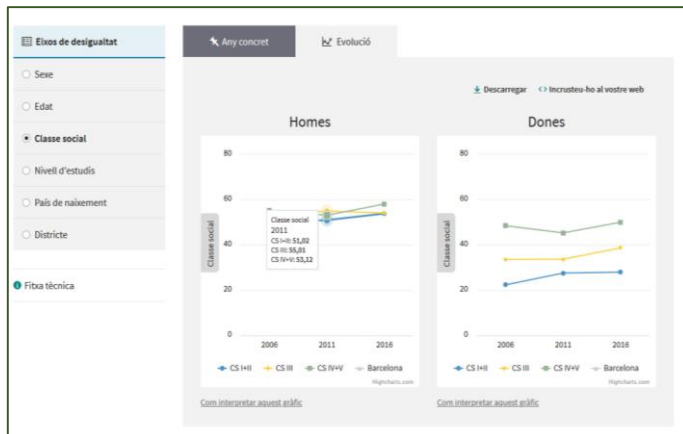 Eixos de desigualtat
Sexe
Edat
Classe social
Nivell d'estudis
País de naixement
Districte
Fitxa tècnica
Any concret
Evolució
Descarregar
Incrusteu-ho al vostre web
Homes
80
60
40
20
0
Classe social
Classe social
2011
CS I+II: 51,02
CS III: 55,01
CS IV+V: 53,12
2006 2011 2016
CS I+II CS III CS IV+V Barcelona
Highcharts.com
Com interpretar aquest gràfic
Dones
80
60
40
20
0
Classe social
2006 2011 2016
CS I+II CS III CS IV+V Barcelona
Highcharts.com
Com interpretar aquest gràfic